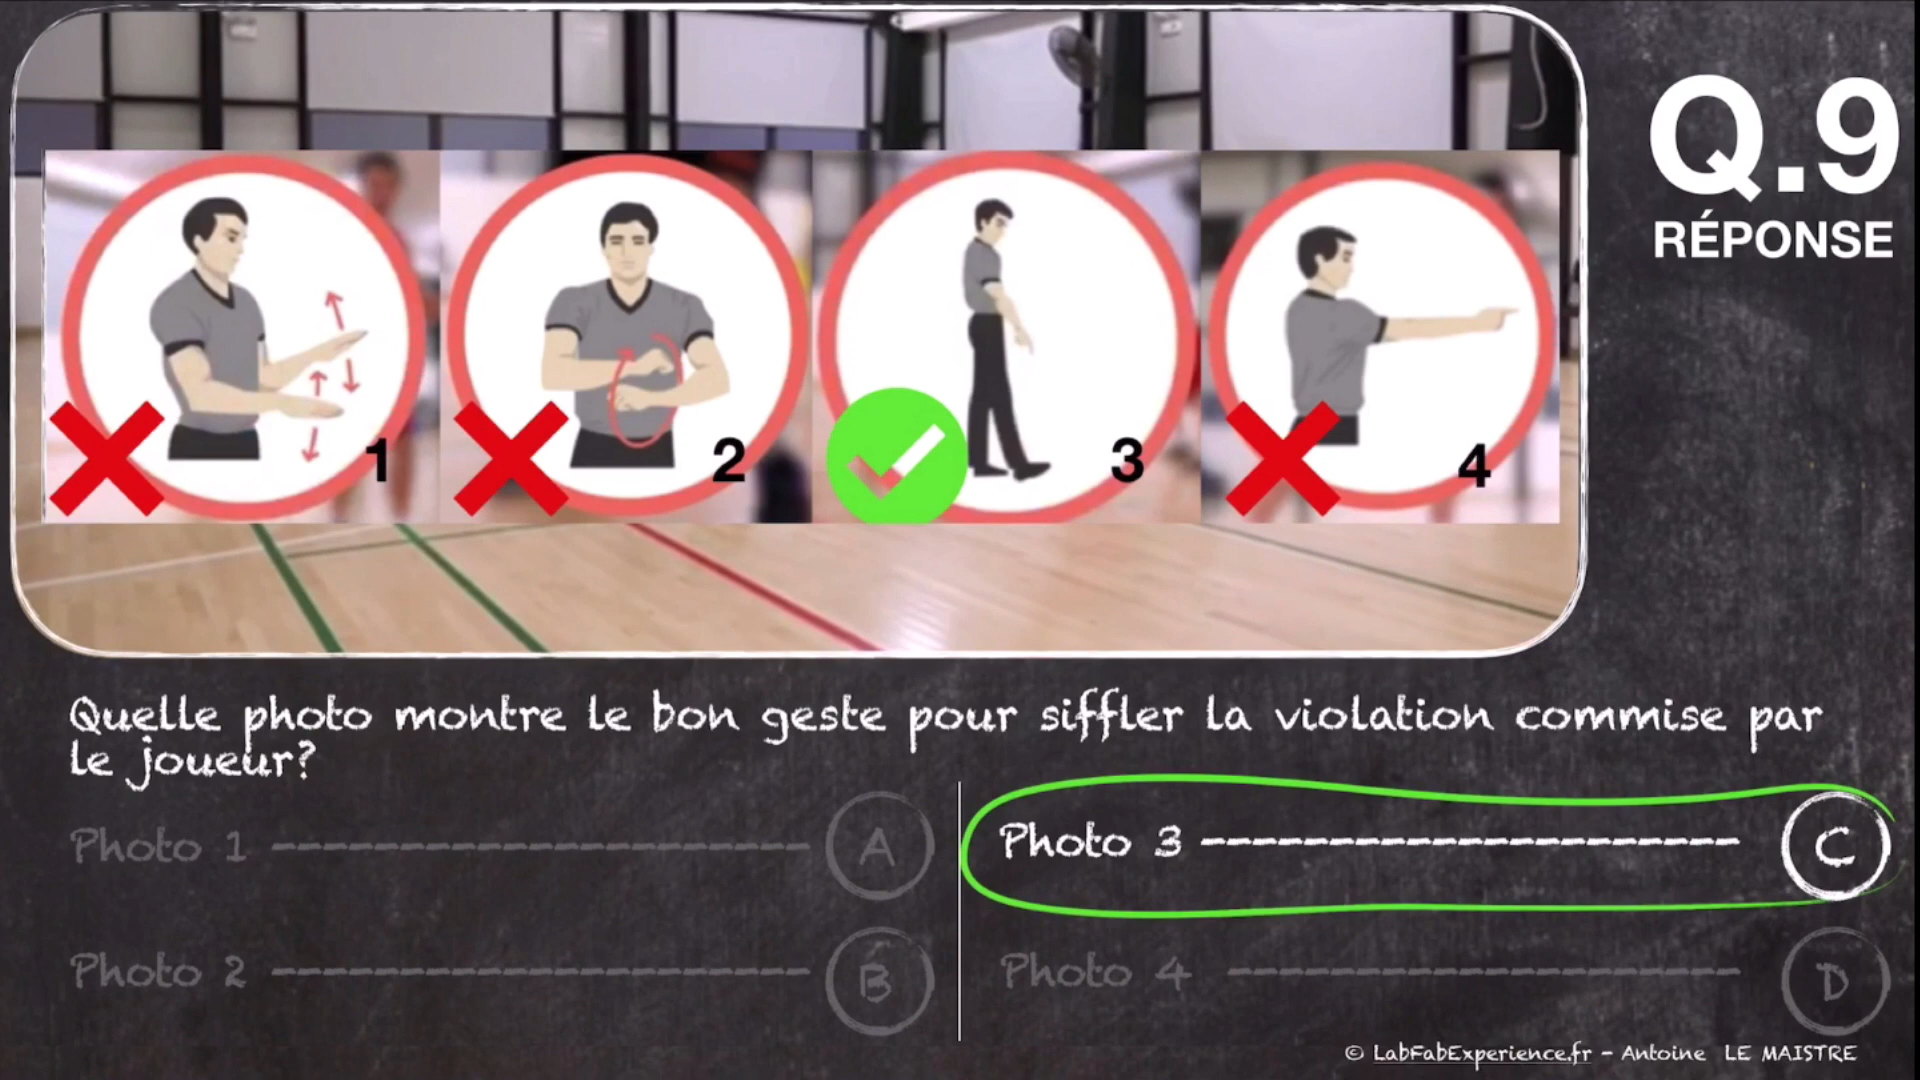 Q.9
RÉPONSE
1 2 3 4
Quelle photo montre le bon geste pour siffler la violation commise par
le joueur?
Photo 1 -------------------- A
Photo 3 -------------------- C
Photo 2 -------------------- B
Photo 4 -------------------- D
© LabFabExperience.fr - Antoine LE MAISTRE